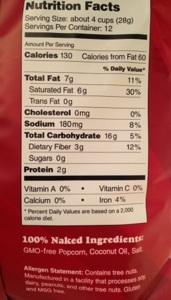 Nutrition Facts
Serving Size: about 4 cups (28g)
Servings Per Container: 12
Amount Per Serving
Calories 130 Calories from Fat 60
% Daily Value*
Total Fat 7g 11%
Saturated Fat 6g 30%
Trans Fat 0g
Cholesterol 0mg 0%
Sodium 180mg 8%
Total Carbohydrate 16g 5%
Dietary Fiber 3g 12%
Sugars 0g
Protein 2g
Vitamin A 0% • Vitamin C 0%
Calcium 0% • Iron 4%
* Percent Daily Values are based on a 2,000
calorie diet.
100% Naked Ingredients:
GMO-free Popcorn, Coconut Oil, Salt.
Allergen Statement: Contains tree nuts.
Manufactured in a facility that processes soy,
dairy, peanuts, and other tree nuts. Gluten
and MSG free.